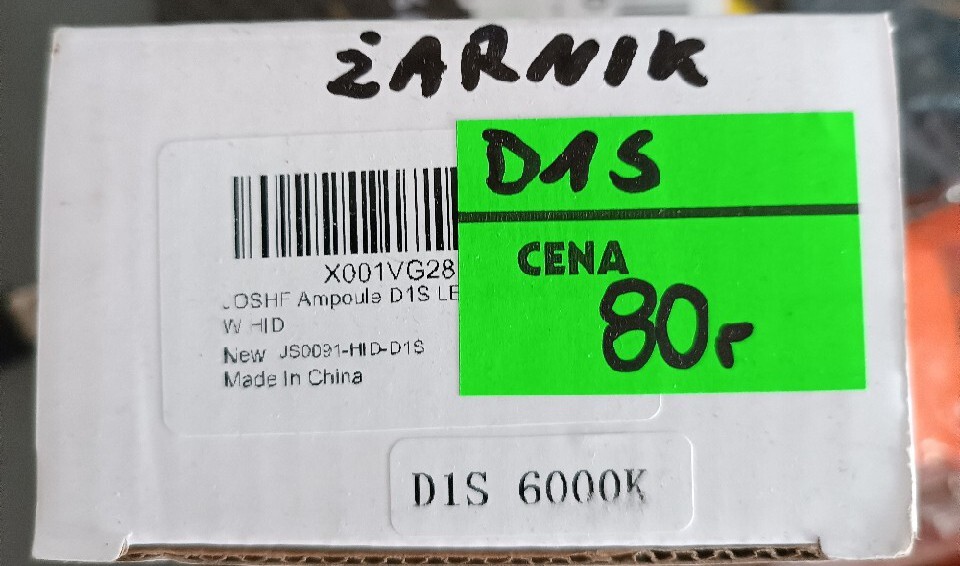 ŻARNIK
D1S
CENA
80r
X001VG28
JOSHF Ampoule D1S LE
W HID
New JS0091-HID-D1S
Made In China
D1S 6000K